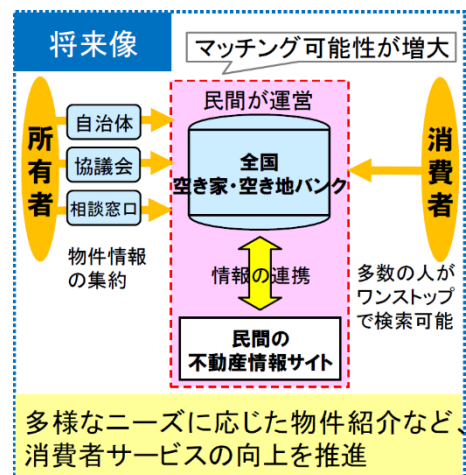 将来像
マッチング可能性が増大
民間が運営
所有者
自治体
協議会
相談窓口
全国
空き家・空き地バンク
消費者
物件情報
の集約
情報の連携
多数の人が
ワンストップ
で検索可能
民間の
不動産情報サイト
多様なニーズに応じた物件紹介など、
消費者サービスの向上を推進